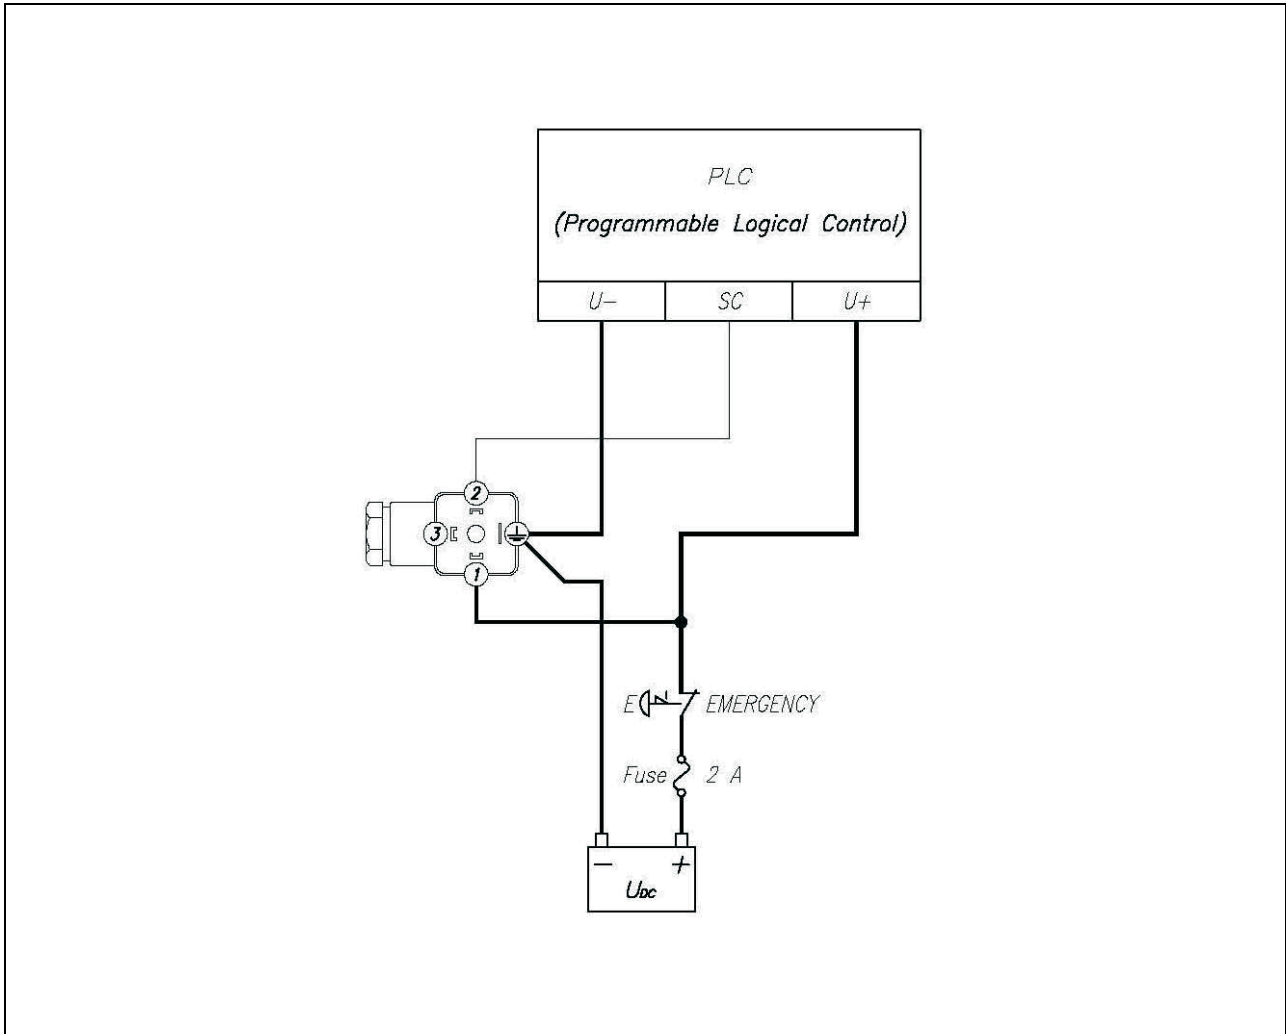 PLC
(Programmable Logical Control)
U− SC U+
2
3
1
E EMERGENCY
Fuse 2 A
− +
UDC